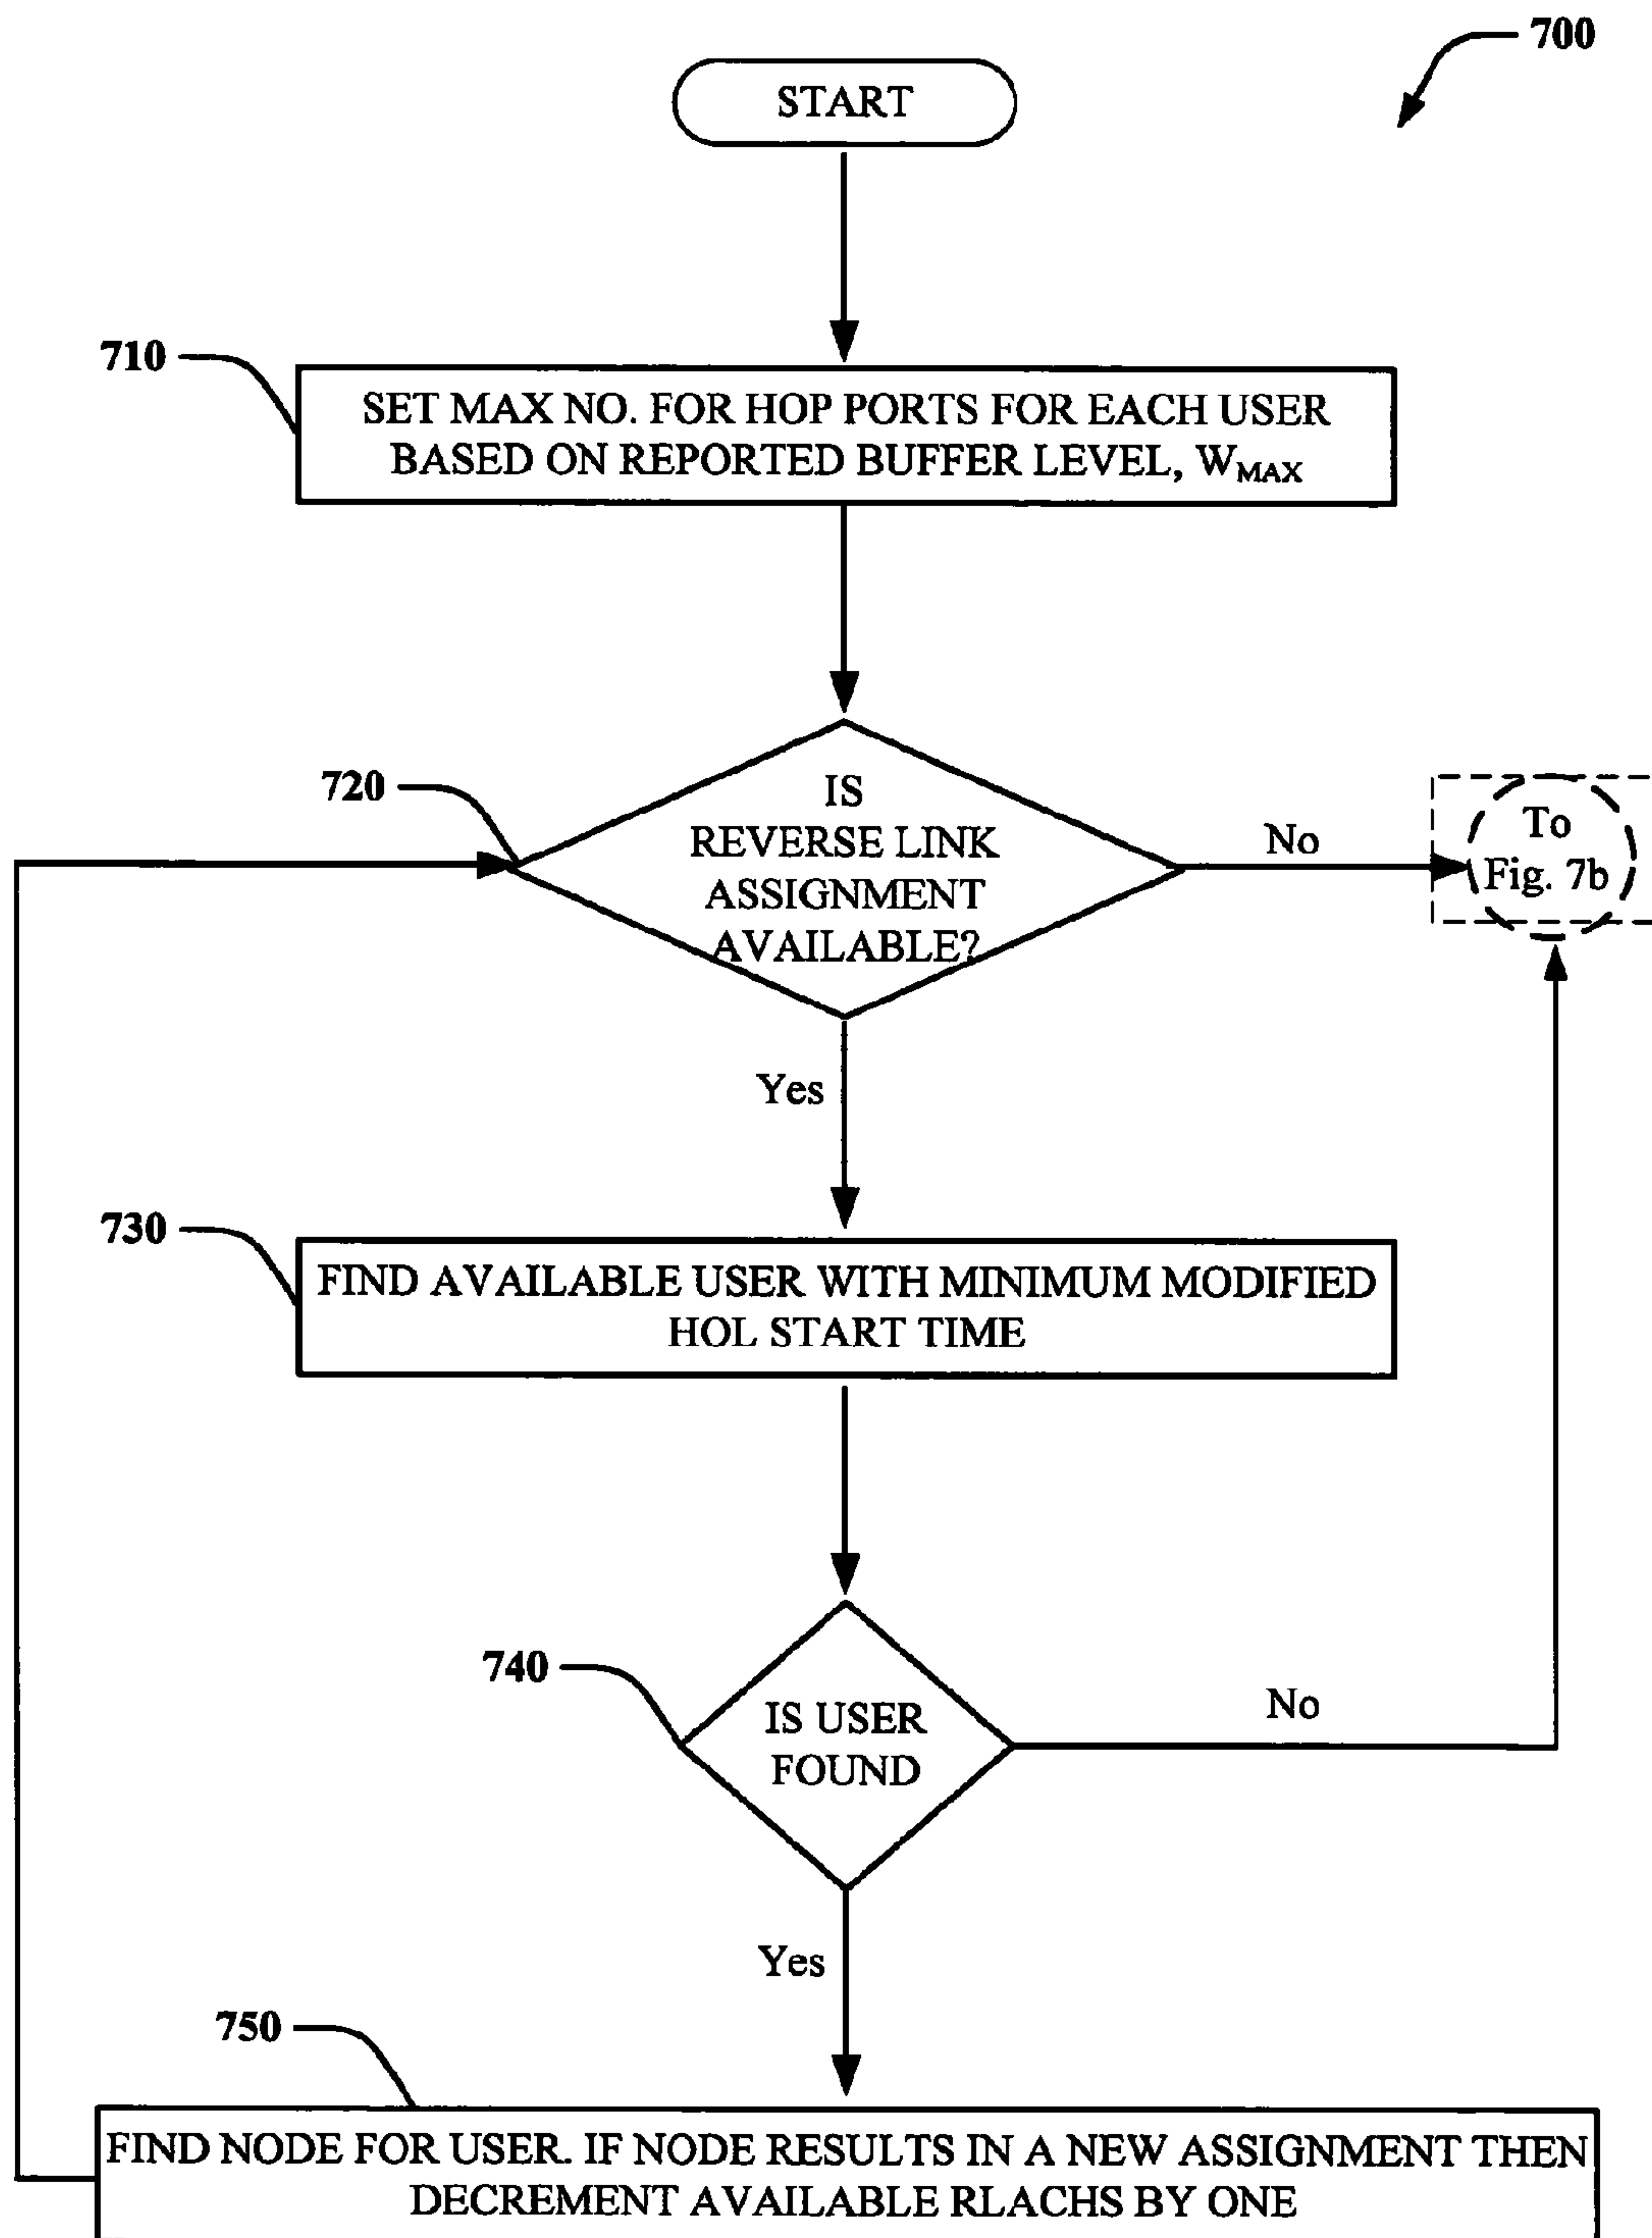 700
START
710
SET MAX NO. FOR HOP PORTS FOR EACH USER
BASED ON REPORTED BUFFER LEVEL, WMAX
720
IS
REVERSE LINK
ASSIGNMENT
AVAILABLE?
No
To
Fig. 7b
Yes
730
FIND AVAILABLE USER WITH MINIMUM MODIFIED
HOL START TIME
740
IS USER
FOUND
No
Yes
750
FIND NODE FOR USER. IF NODE RESULTS IN A NEW ASSIGNMENT THEN
DECREMENT AVAILABLE RLACHS BY ONE